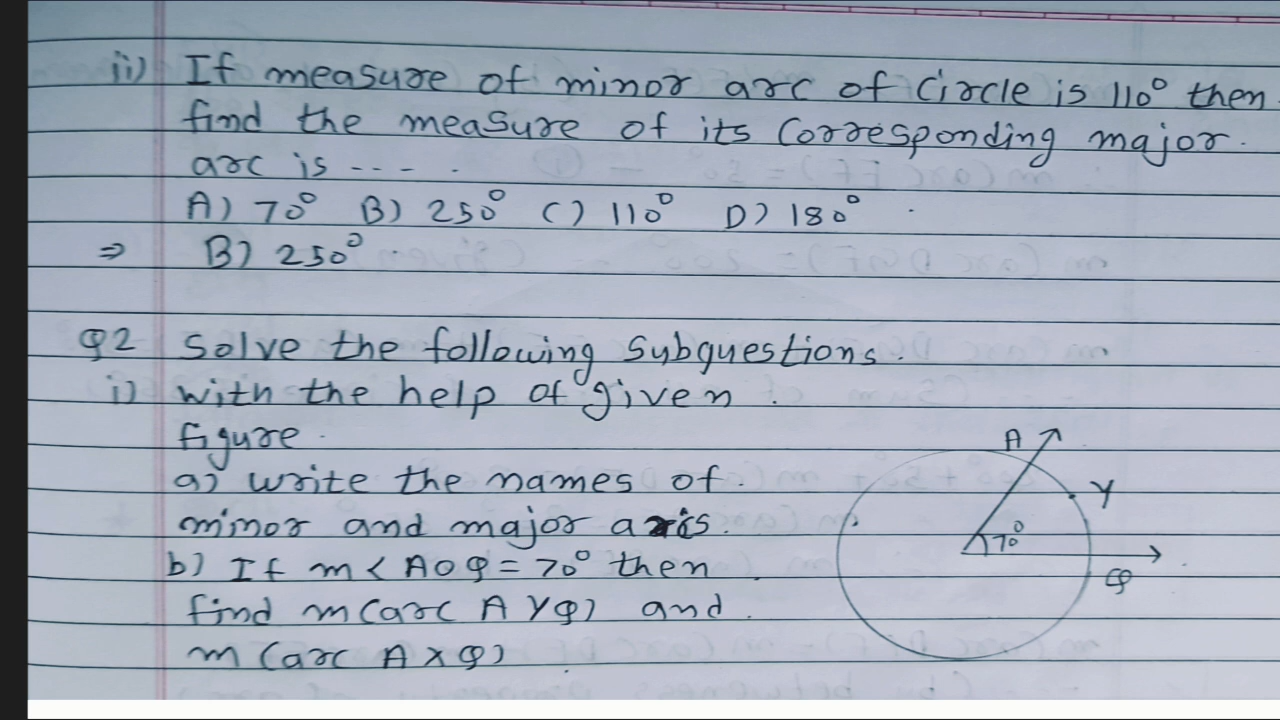 ii) If measure of minor arc of circle is 110° then
find the measure of its corresponding major.
arc is ---- .
A) 70° B) 250° C) 110° D) 180° .
⇒ B) 250°
Q2 Solve the following subquestions.
i) with the help of given .
figure.
a) write the names of.
minor and major arcs.
b) If m < AOQ = 70° then
find m(arc AYQ) and.
m (arc AXQ)
A
Y
70°
Q